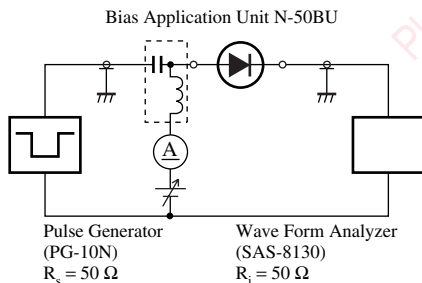 Bias Application Unit N-50BU
A
Pulse Generator
(PG-10N)
Rs = 50 Ω
Wave Form Analyzer
(SAS-8130)
Ri = 50 Ω